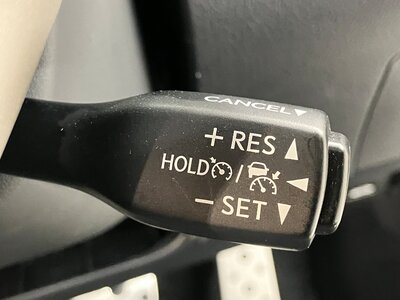 CANCEL▼
+ RES ▲
HOLD / ◀
− SET ▼